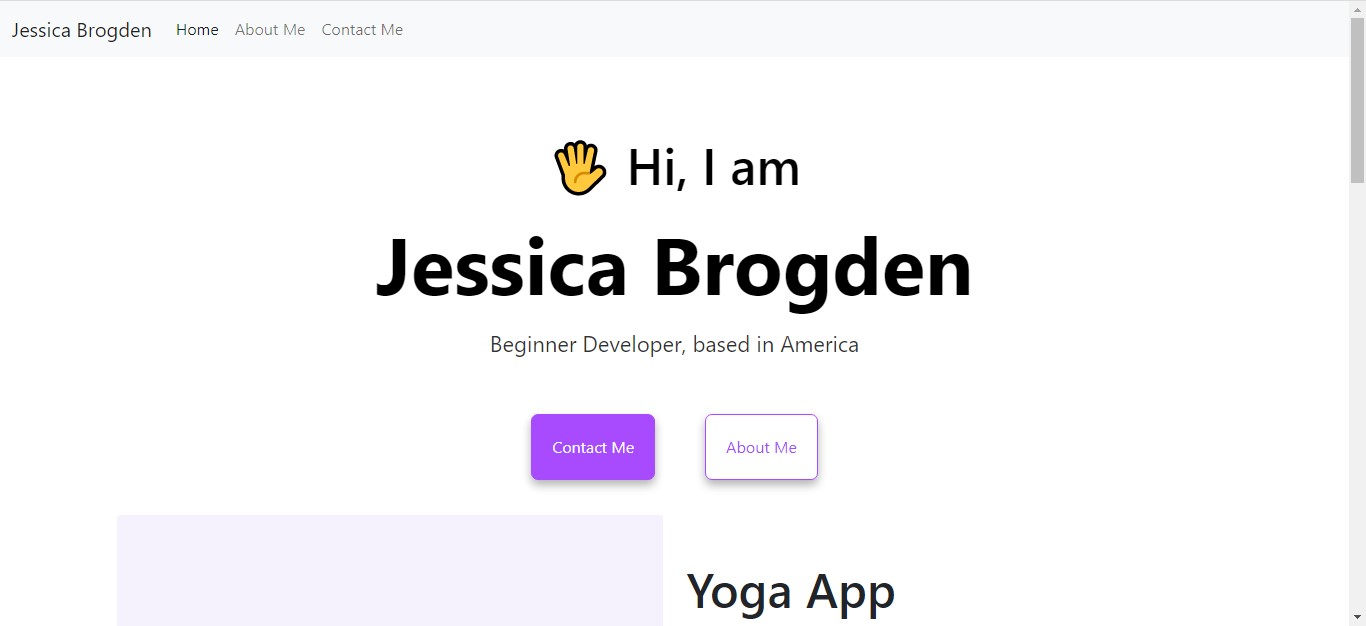 Jessica Brogden Home About Me Contact Me
Hi, I am
Jessica Brogden
Beginner Developer, based in America
Contact Me About Me
Yoga App